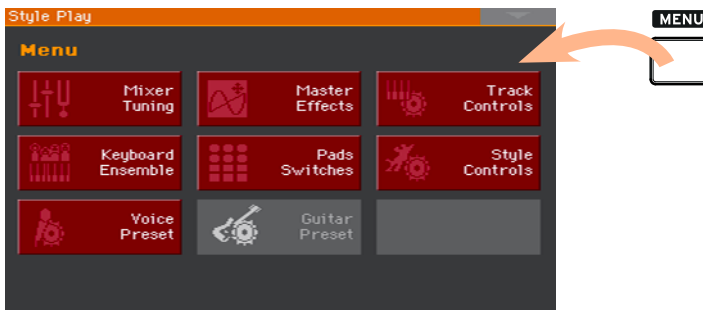 Style Play
MENU
Menu
Mixer
Tuning
Master
Effects
Track
Controls
Keyboard
Ensemble
Pads
Switches
Style
Controls
Voice
Preset
Guitar
Preset